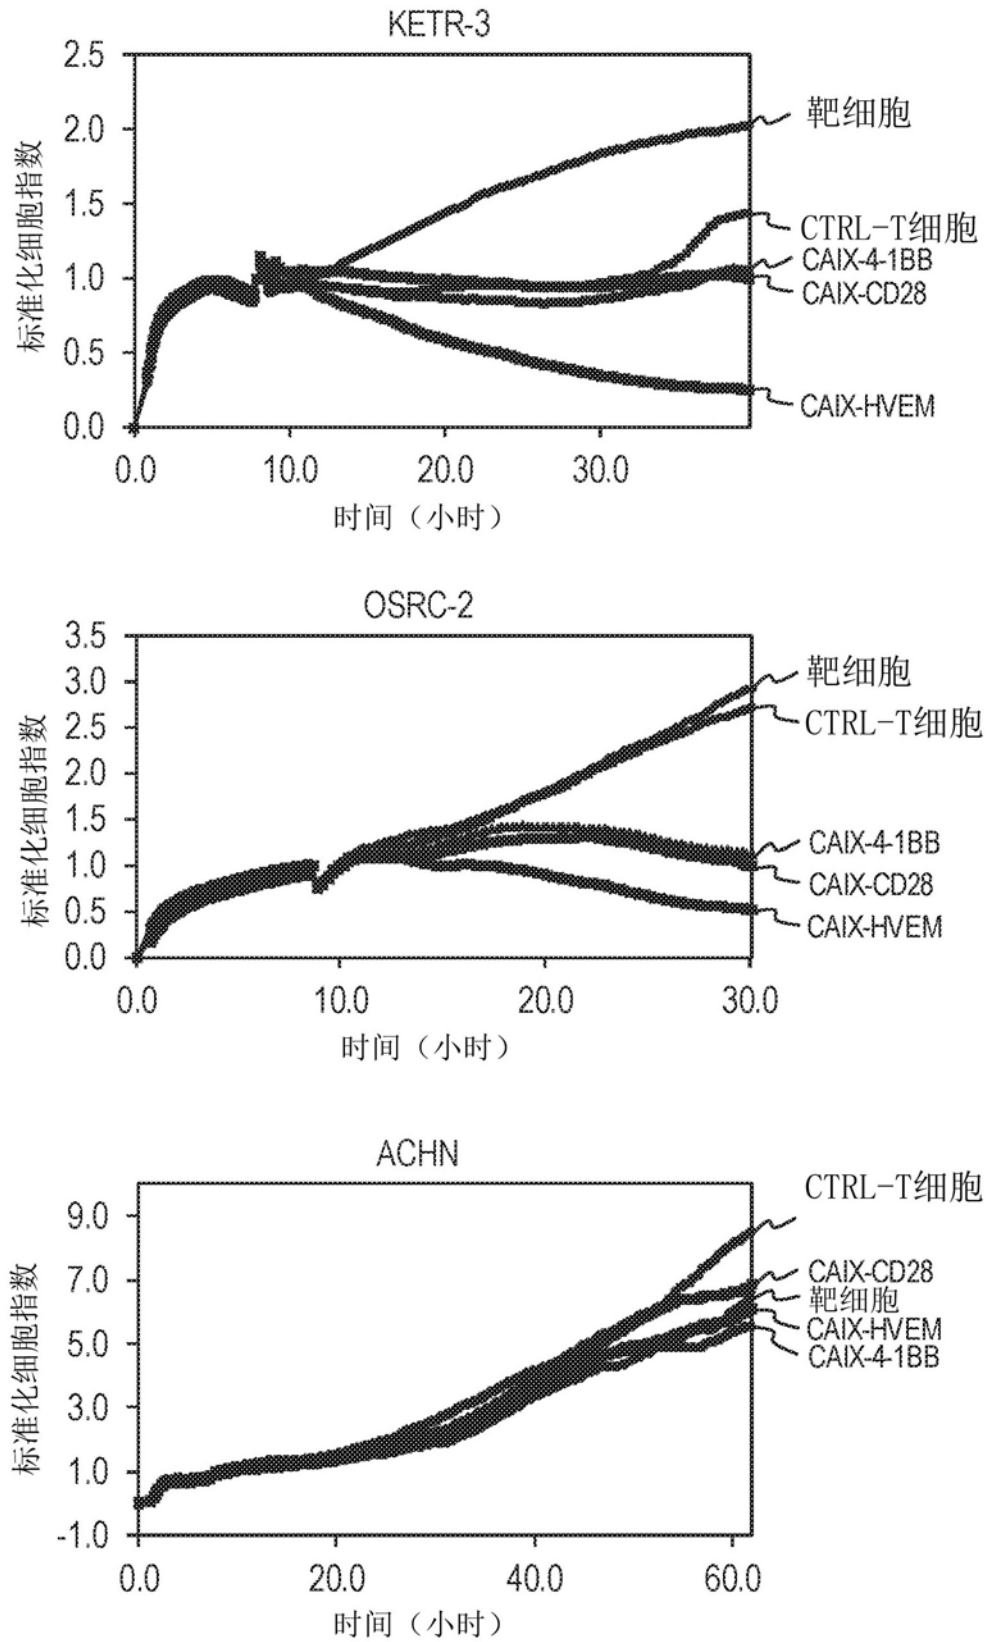 KETR-3
标准化细胞指数
2.5
2.0
1.5
1.0
0.5
0.0
靶细胞
CTRL-T细胞
CAIX-4-1BB
CAIX-CD28
CAIX-HVEM
0.0 10.0 20.0 30.0
时间（小时）
OSRC-2
标准化细胞指数
3.5
3.0
2.5
2.0
1.5
1.0
0.5
0.0
靶细胞
CTRL-T细胞
CAIX-4-1BB
CAIX-CD28
CAIX-HVEM
0.0 10.0 20.0 30.0
时间（小时）
ACHN
标准化细胞指数
9.0
7.0
5.0
3.0
1.0
-1.0
CTRL-T细胞
CAIX-CD28
靶细胞
CAIX-HVEM
CAIX-4-1BB
0.0 20.0 40.0 60.0
时间（小时）